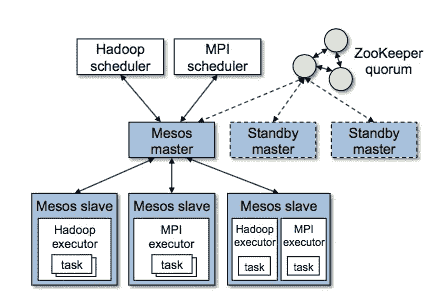 Hadoop
scheduler
MPI
scheduler
ZooKeeper
quorum
Mesos
master
Standby
master
Standby
master
Mesos slave
Hadoop
executor
task
Mesos slave
MPI
executor
task
Mesos slave
Hadoop
executor
task
MPI
executor
task